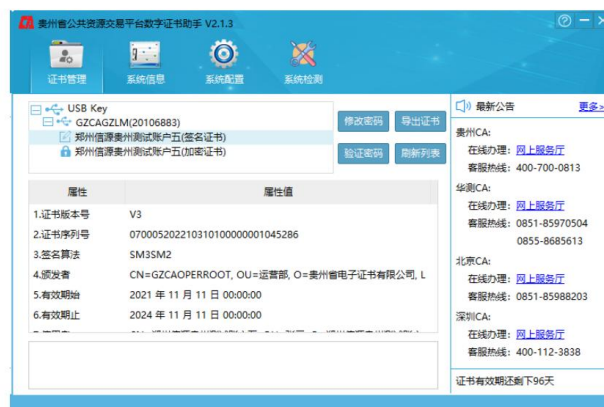 贵州省公共资源交易平台数字证书助手 V2.1.3
证书管理
系统信息
系统配置
系统检测
USB Key
GZCAGZLM(20106883)
郑州信源贵州测试账户五(签名证书)
郑州信源贵州测试账户五(加密证书)
修改密码
导出证书
验证密码
刷新列表
属性
属性值
1.证书版本号
V3
2.证书序列号
070005202210310100000001045286
3.签名算法
SM3SM2
4.颁发者
CN=GZCAOPERROOT, OU=运营部, O=贵州省电子证书有限公司, L
5.有效期始
2021 年 11 月 11 日 00:00:00
6.有效期止
2024 年 11 月 11 日 00:00:00
最新公告
更多>
贵州CA:
在线办理: 网上服务厅
客服热线: 400-700-0813
华测CA:
在线办理: 网上服务厅
客服热线: 0851-85970504
0855-8685613
北京CA:
在线办理: 网上服务厅
客服热线: 0851-85988203
深圳CA:
在线办理: 网上服务厅
客服热线: 400-112-3838
证书有效期还剩下96天